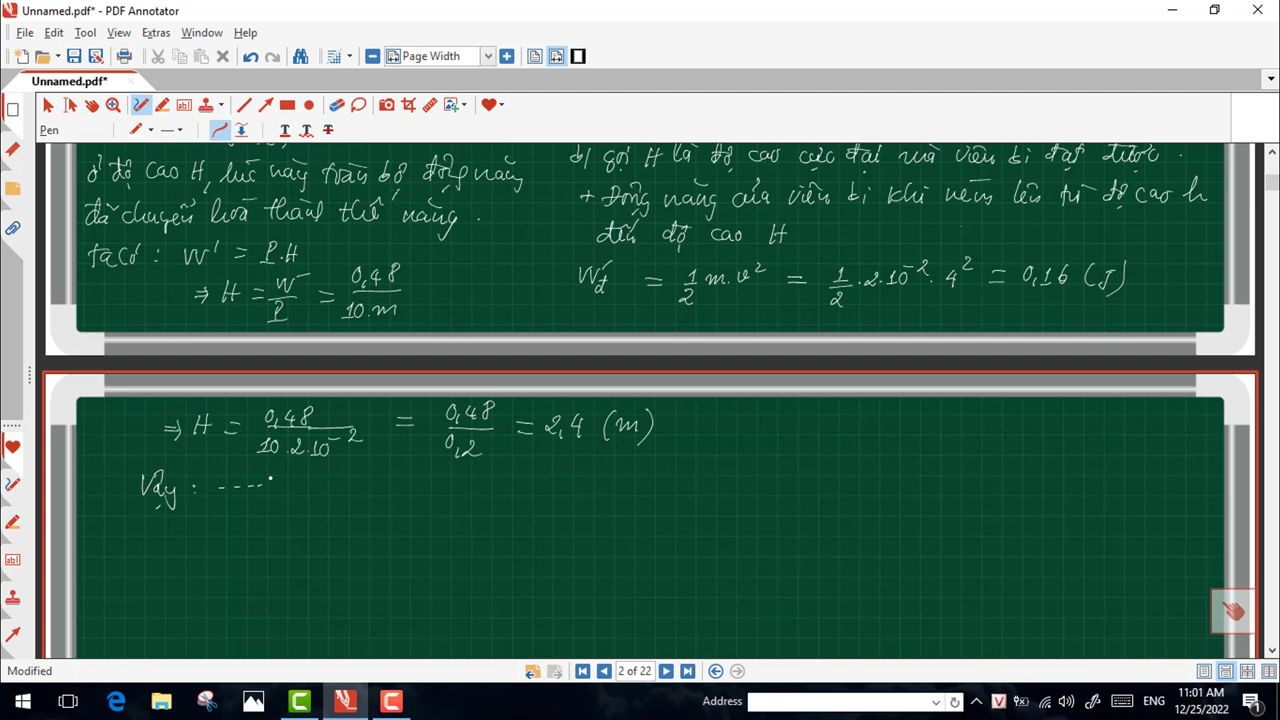 Unnamed.pdf* - PDF Annotator
File Edit Tool View Extras Window Help
Page Width
Unnamed.pdf*
Pen
ở độ cao H, lúc này toàn bộ động năng
đã chuyển hoá thành thế năng.
ta có: W' = P.H
⇒ H = W/P = 0,48/10.m
b) gọi H là độ cao cực đại mà viên bi đạt được.
+ Động năng của viên bi khi ném lên từ độ cao h
đến độ cao H
Wđ = 1/2 m.v² = 1/2 .2.10⁻². 4² = 0,16 (J)
⇒ H = 0,48/10.2.10⁻² = 0,48/0,2 = 2,4 (m)
Vậy: -----
Modified
2 of 22
Address
ENG
11:01 AM
12/25/2022